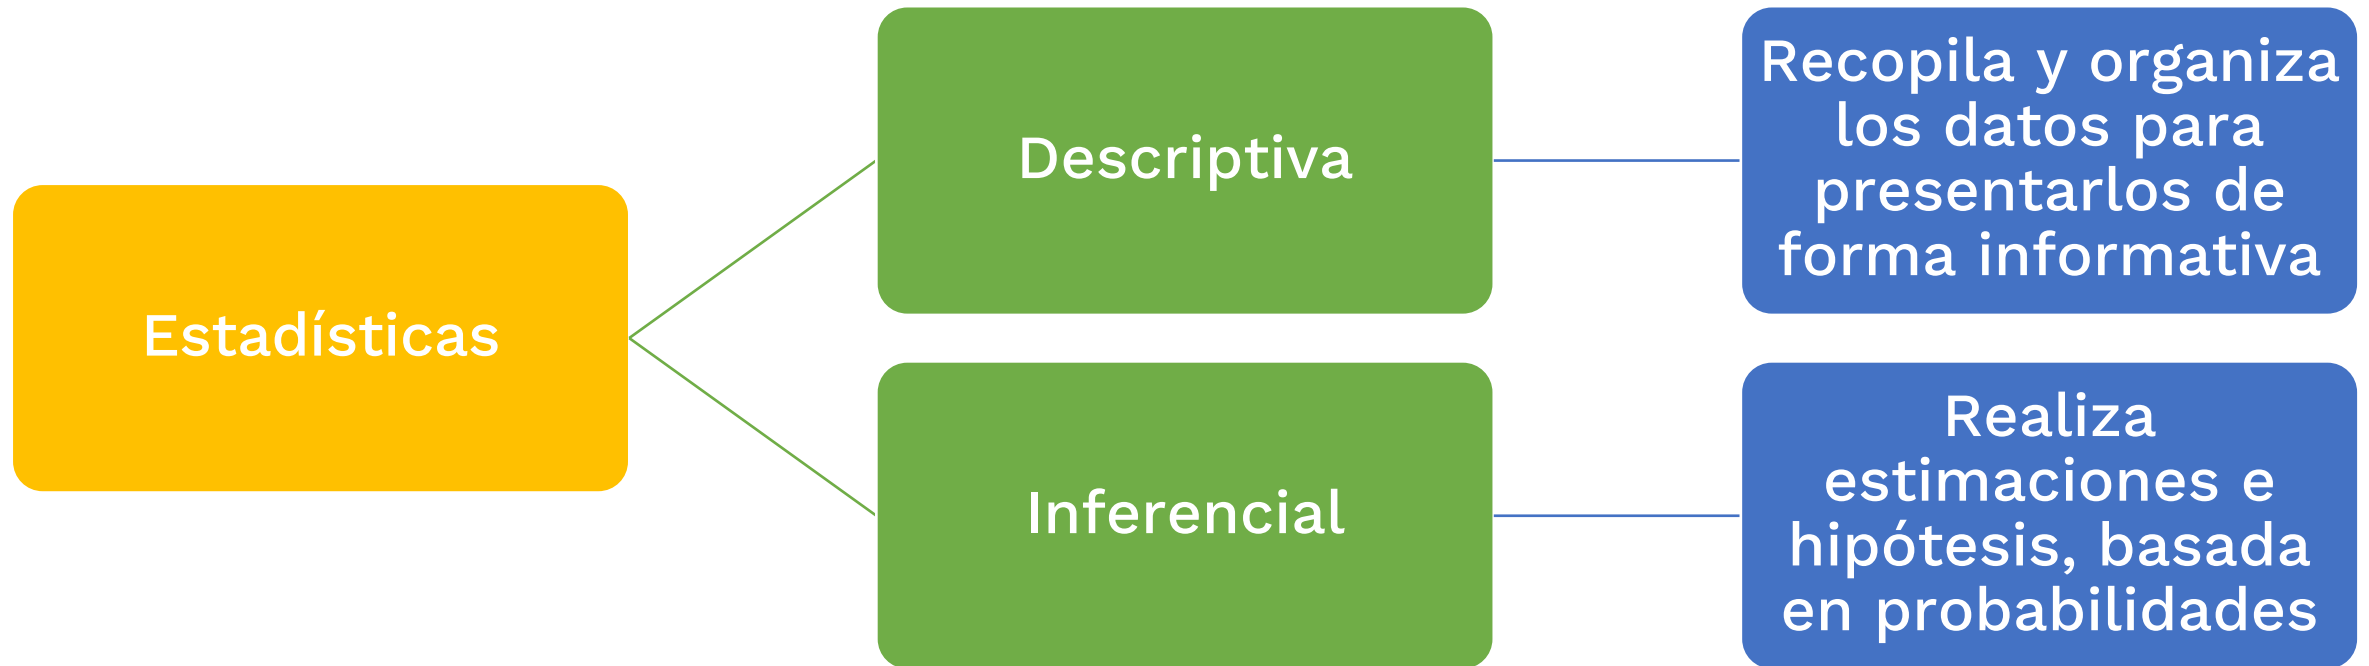 Estadísticas
Descriptiva
Recopila y organiza
los datos para
presentarlos de
forma informativa
Inferencial
Realiza
estimaciones e
hipótesis, basada
en probabilidades